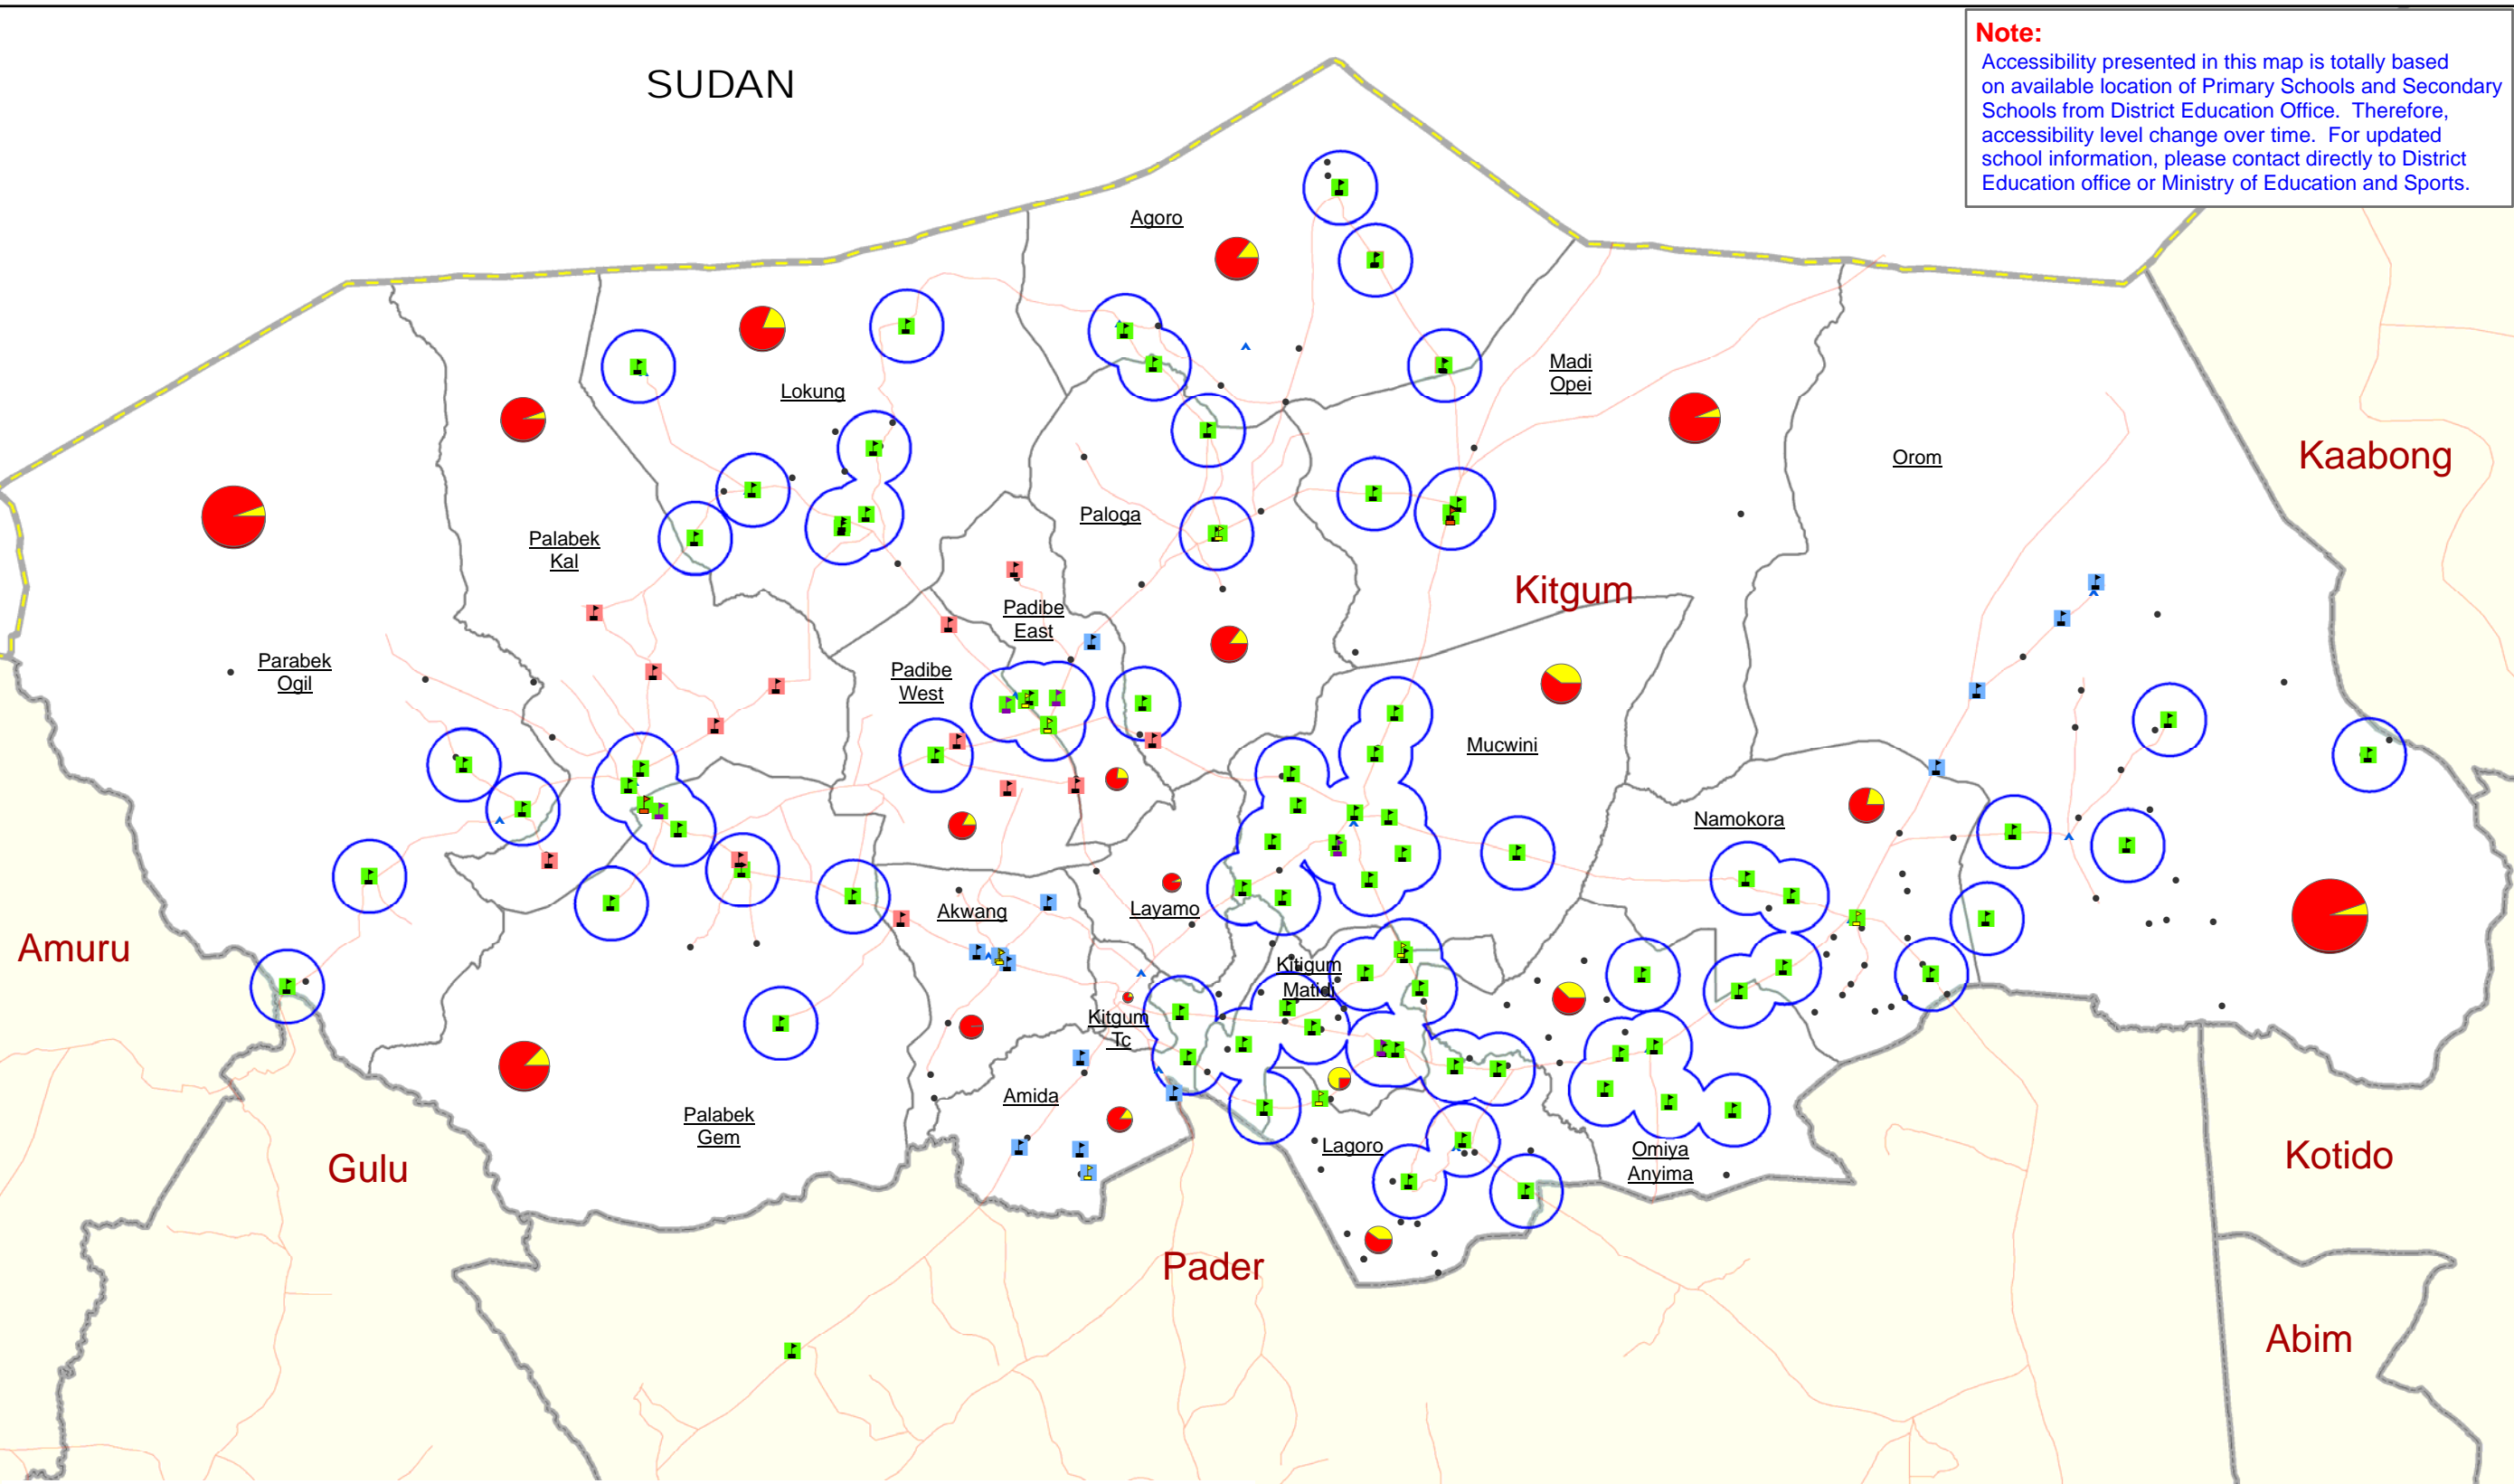 Note:
Accessibility presented in this map is totally based
on available location of Primary Schools and Secondary
Schools from District Education Office. Therefore,
accessibility level change over time. For updated
school information, please contact directly to District
Education office or Ministry of Education and Sports.
SUDAN
Agoro
Madi
Opei
Lokung
Orom
Kaabong
Paloga
Palabek
Kal
Kitgum
Padibe
East
Parabek
Ogil
Padibe
West
Mucwini
Namokora
Akwang
Layamo
Amuru
Kitigum
Matidi
Kitgum
Tc
Amida
Palabek
Gem
Lagoro
Omiya
Anyima
Gulu
Kotido
Pader
Abim